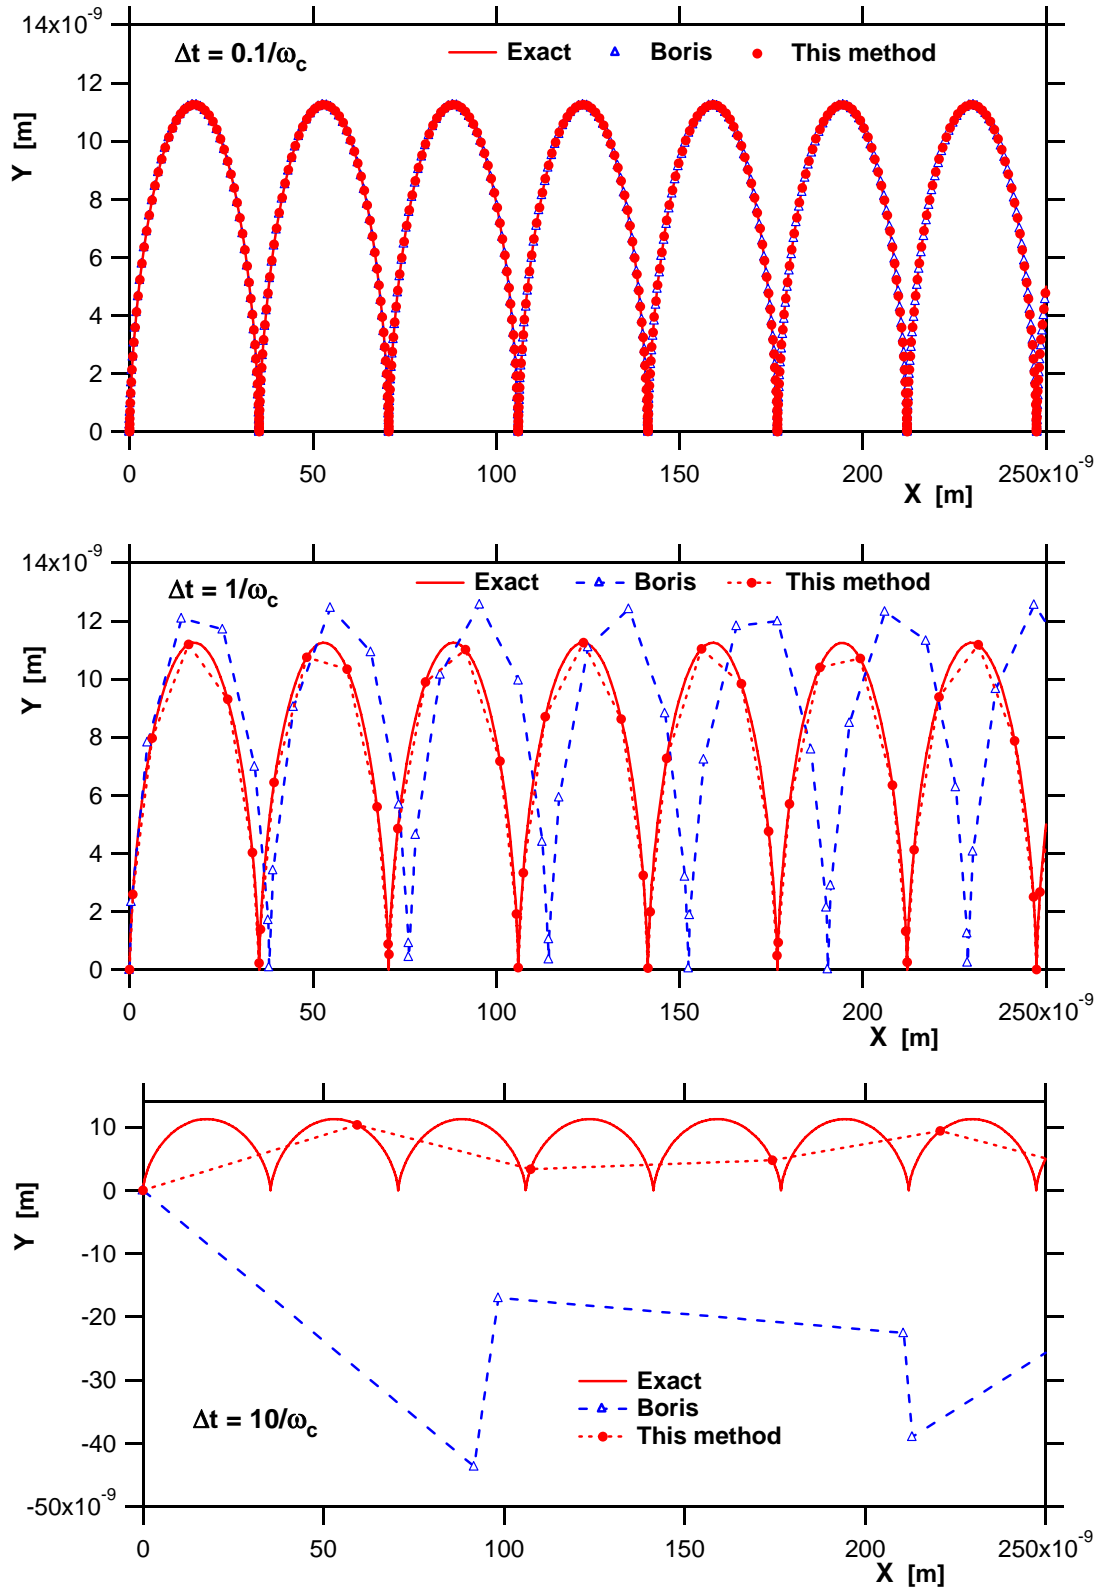 14x10-9
Δt = 0.1/ωc
Exact Boris This method
12
10
8
6
4
2
0
Y [m]
0 50 100 150 200 250x10-9
X [m]
14x10-9
Δt = 1/ωc
Exact Boris This method
12
10
8
6
4
2
0
Y [m]
0 50 100 150 200 250x10-9
X [m]
10
0
-10
-20
-30
-40
-50x10-9
Y [m]
Exact
Boris
This method
Δt = 10/ωc
0 50 100 150 200 250x10-9
X [m]